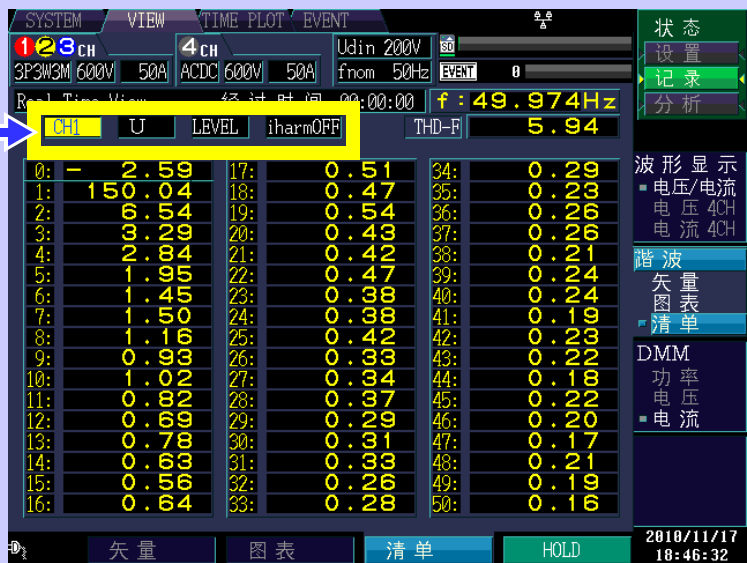 SYSTEM VIEW TIME PLOT EVENT
1 2 3 CH 4 CH Udin 200V SD
3P3W3M 600V 50A ACDC 600V 50A fnom 50Hz EVENT 0
Real Time View 经过时间 00:00:00 f:49.974Hz
CH1 U LEVEL iharmOFF THD-F 5.94
0: - 2.59 17: 0.51 34: 0.29
1: 150.04 18: 0.47 35: 0.23
2: 6.54 19: 0.54 36: 0.26
3: 3.29 20: 0.43 37: 0.26
4: 2.84 21: 0.42 38: 0.21
5: 1.95 22: 0.47 39: 0.24
6: 1.45 23: 0.38 40: 0.24
7: 1.50 24: 0.38 41: 0.19
8: 1.16 25: 0.42 42: 0.23
9: 0.93 26: 0.33 43: 0.22
10: 1.02 27: 0.34 44: 0.18
11: 0.82 28: 0.37 45: 0.22
12: 0.69 29: 0.29 46: 0.20
13: 0.78 30: 0.31 47: 0.17
14: 0.63 31: 0.33 48: 0.21
15: 0.56 32: 0.26 49: 0.19
16: 0.64 33: 0.28 50: 0.16
矢量 图表 清单 HOLD
状态
设置
记录
分析
波形显示
电压/电流
电压 4CH
电流 4CH
谐波
矢量
图表
清单
DMM
功率
电压
电流
2010/11/17
18:46:32